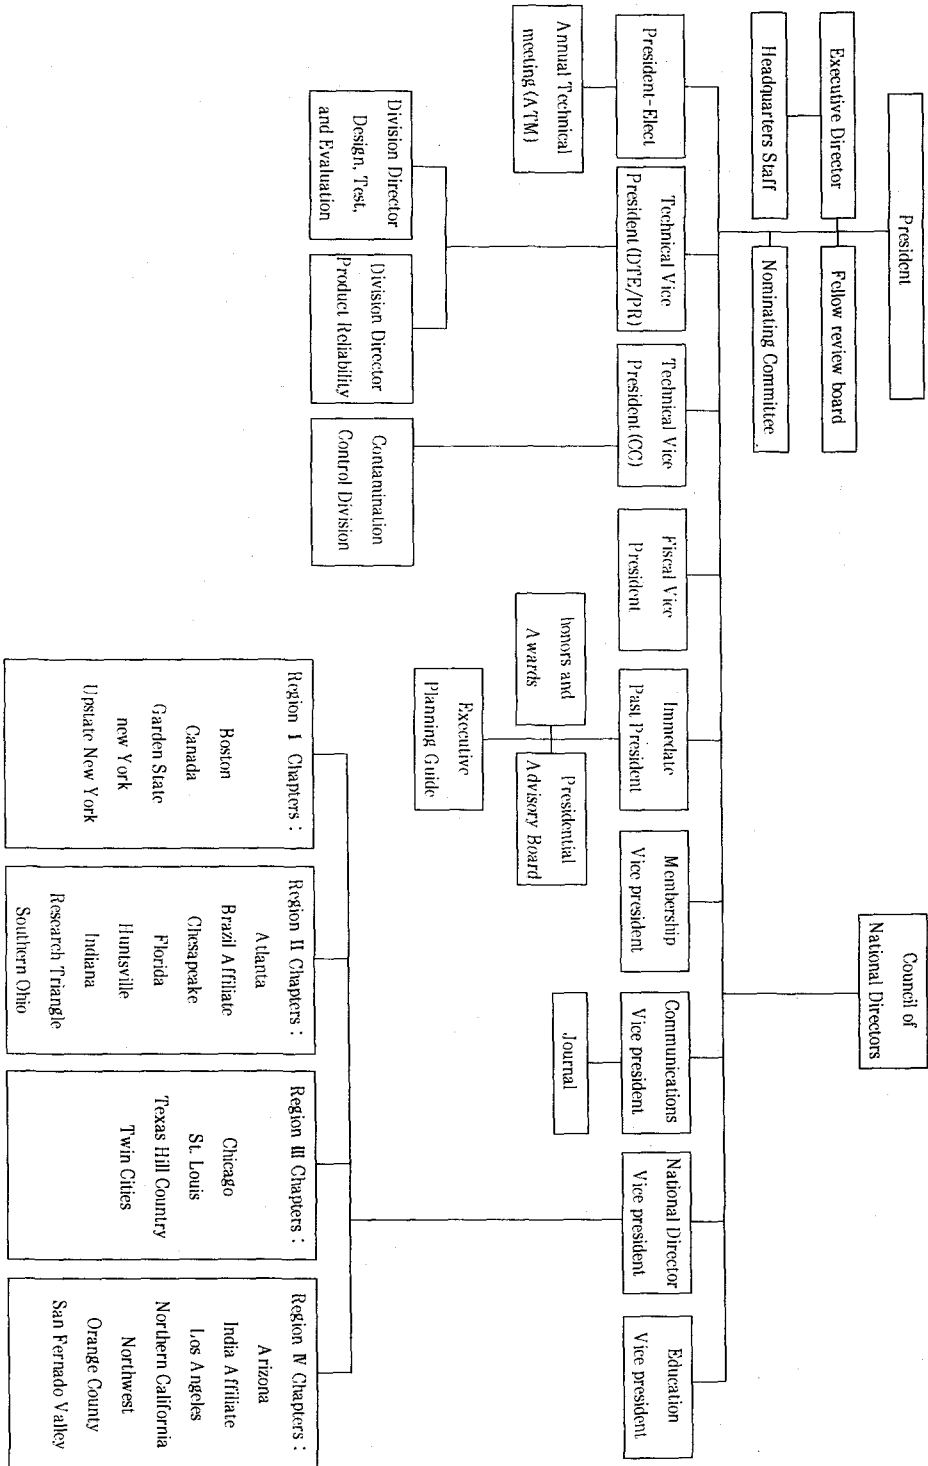 President
Council of
National Directors
Executive Director
Fellow review board
Headquarters Staff
Nominating Committee
President-Elect
Technical Vice
President (DTE/PR)
Technical Vice
President (CC)
Fiscal Vice
President
Immedate
Past President
Membership
Vice president
Communications
Vice president
National Director
Vice president
Education
Vice president
Annual Technical
meeting (ATM)
honors and
Awards
Presidential
Advisory Board
Journal
Executive
Planning Guide
Division Director
Design, Test,
and Evaluation
Division Director
Product Reliability
Contamination
Control Division
Region I Chapters :
Boston
Canada
Garden State
new York
Upstate New York
Region II Chapters :
Atlanta
Brazil Affiliate
Chesapeake
Florida
Huntsville
Indiana
Research Triangle
Southern Ohio
Region III Chapters :
Chicago
St. Louis
Texas Hill Country
Twin Cities
Region IV Chapters :
Arizona
India Affiliate
Los Angeles
Northern California
Northwest
Orange County
San Fernado Valley